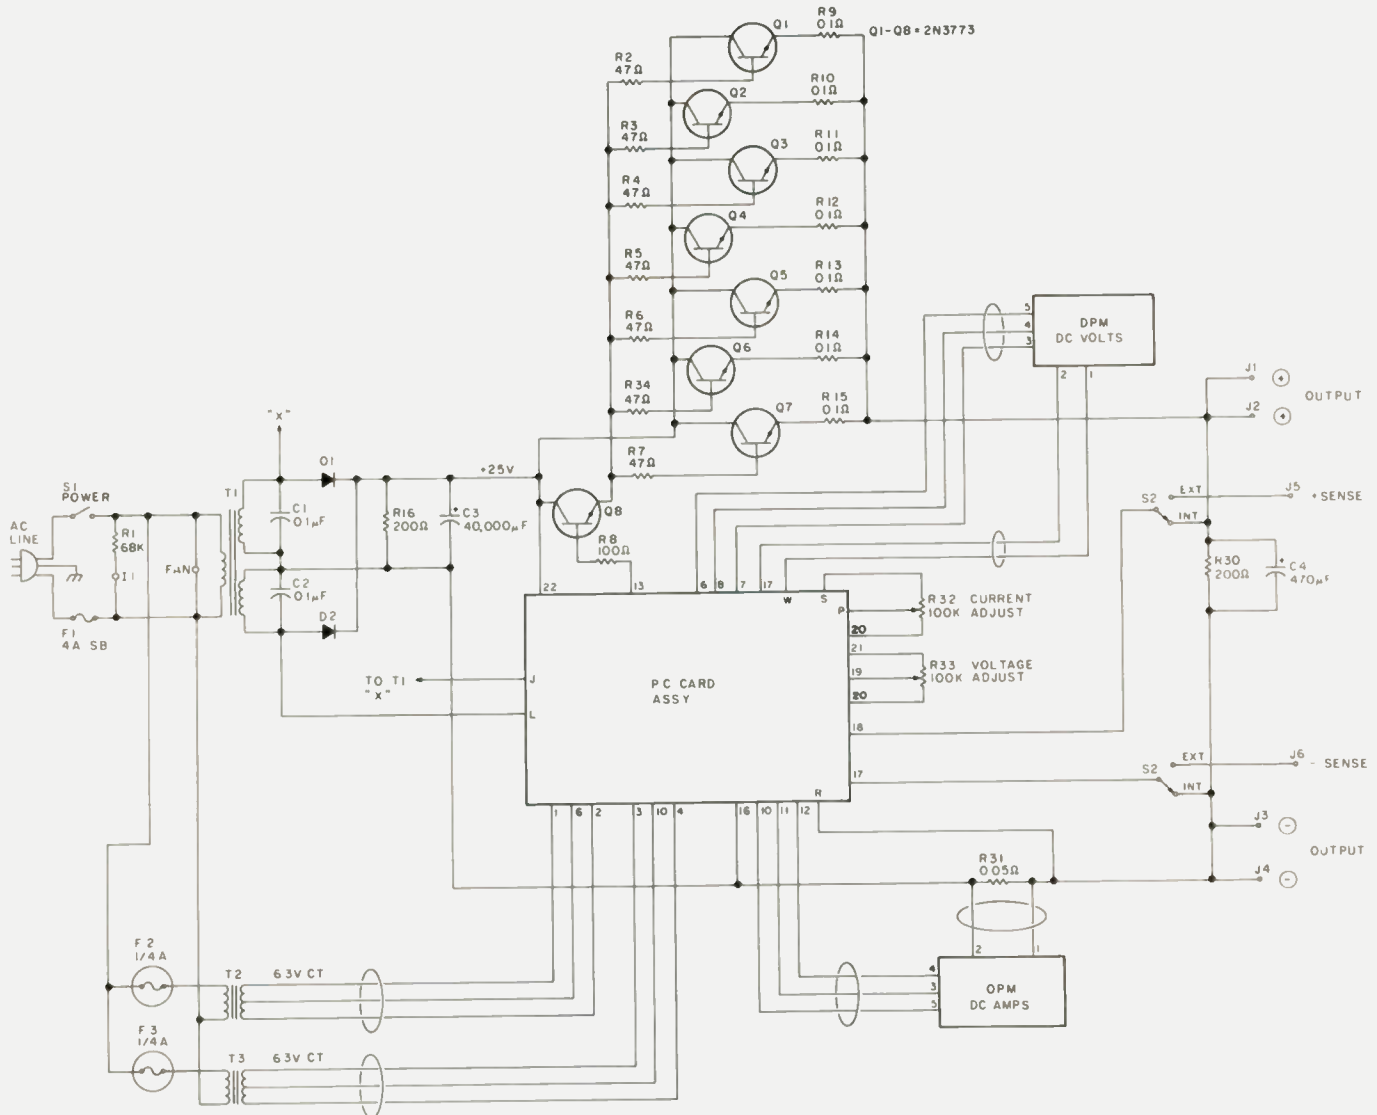 Q1
R9
0.1Ω
Q1-Q8=2N3773
R2
47Ω
Q2
R10
0.1Ω
R3
47Ω
Q3
R11
0.1Ω
R4
47Ω
Q4
R12
0.1Ω
R5
47Ω
Q5
R13
0.1Ω
R6
47Ω
Q6
R14
0.1Ω
R34
47Ω
Q7
R15
0.1Ω
R7
47Ω
5
4
3
DPM
DC VOLTS
2
1
J1
+
OUTPUT
J2
+
"X"
D1
+25V
S1
POWER
T1
C1
0.1µF
R16
200Ω
+
C3
40,000µF
Q8
R8
100Ω
AC
LINE
R1
68K
I1
FAN
C2
0.1µF
F1
4A SB
D2
S2
EXT
INT
J5
+SENSE
R30
200Ω
+
C4
470µF
22
13
6
8
7
17
W
S
P
20
R32 CURRENT
100K ADJUST
21
19
20
R33 VOLTAGE
100K ADJUST
TO T1
"X"
J
L
PC CARD
ASSY
18
17
R
S2
EXT
INT
J6
- SENSE
1
6
2
3
10
4
16
10
11
12
J3
-
OUTPUT
J4
-
R31
0.05Ω
2
1
4
3
5
OPM
DC AMPS
F2
1/4A
T2
6.3V CT
F3
1/4A
T3
6.3V CT